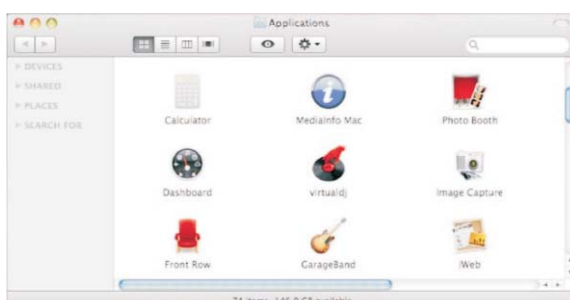 Applications
DEVICES
SHARED
PLACES
SEARCH FOR
Calculator
MediaInfo Mac
Photo Booth
Dashboard
virtualdj
Image Capture
Front Row
GarageBand
iWeb